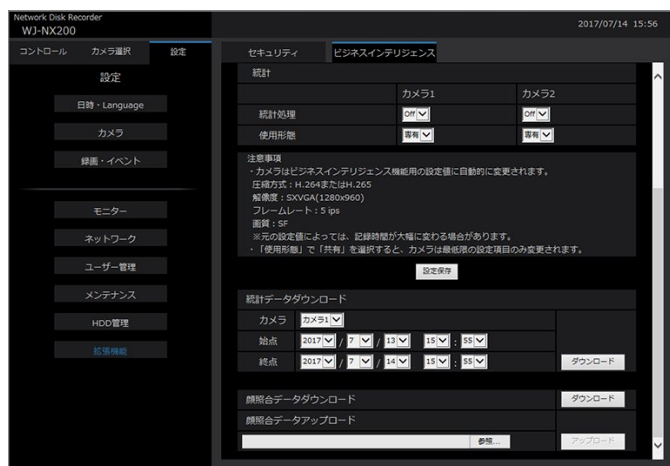 Network Disk Recorder
WJ-NX200
2017/07/14 15:56
コントロール カメラ選択 設定
設定
日時・Language
カメラ
録画・イベント
モニター
ネットワーク
ユーザー管理
メンテナンス
HDD管理
拡張機能
セキュリティ ビジネスインテリジェンス
統計
カメラ1 カメラ2
統計処理 Off Off
使用形態 専有 専有
注意事項
・カメラはビジネスインテリジェンス機能用の設定値に自動的に変更されます。
圧縮方式：H.264またはH.265
解像度：SXVGA(1280x960)
フレームレート：5 ips
画質：SF
※元の設定値によっては、記録時間が大幅に変わる場合があります。
・「使用形態」で「共有」を選択すると、カメラは最低限の設定項目のみ変更されます。
設定保存
統計データダウンロード
カメラ カメラ1
始点 2017 / 7 / 13 15 : 55
終点 2017 / 7 / 14 15 : 55 ダウンロード
顔照合データダウンロード ダウンロード
顔照合データアップロード
参照... アップロード